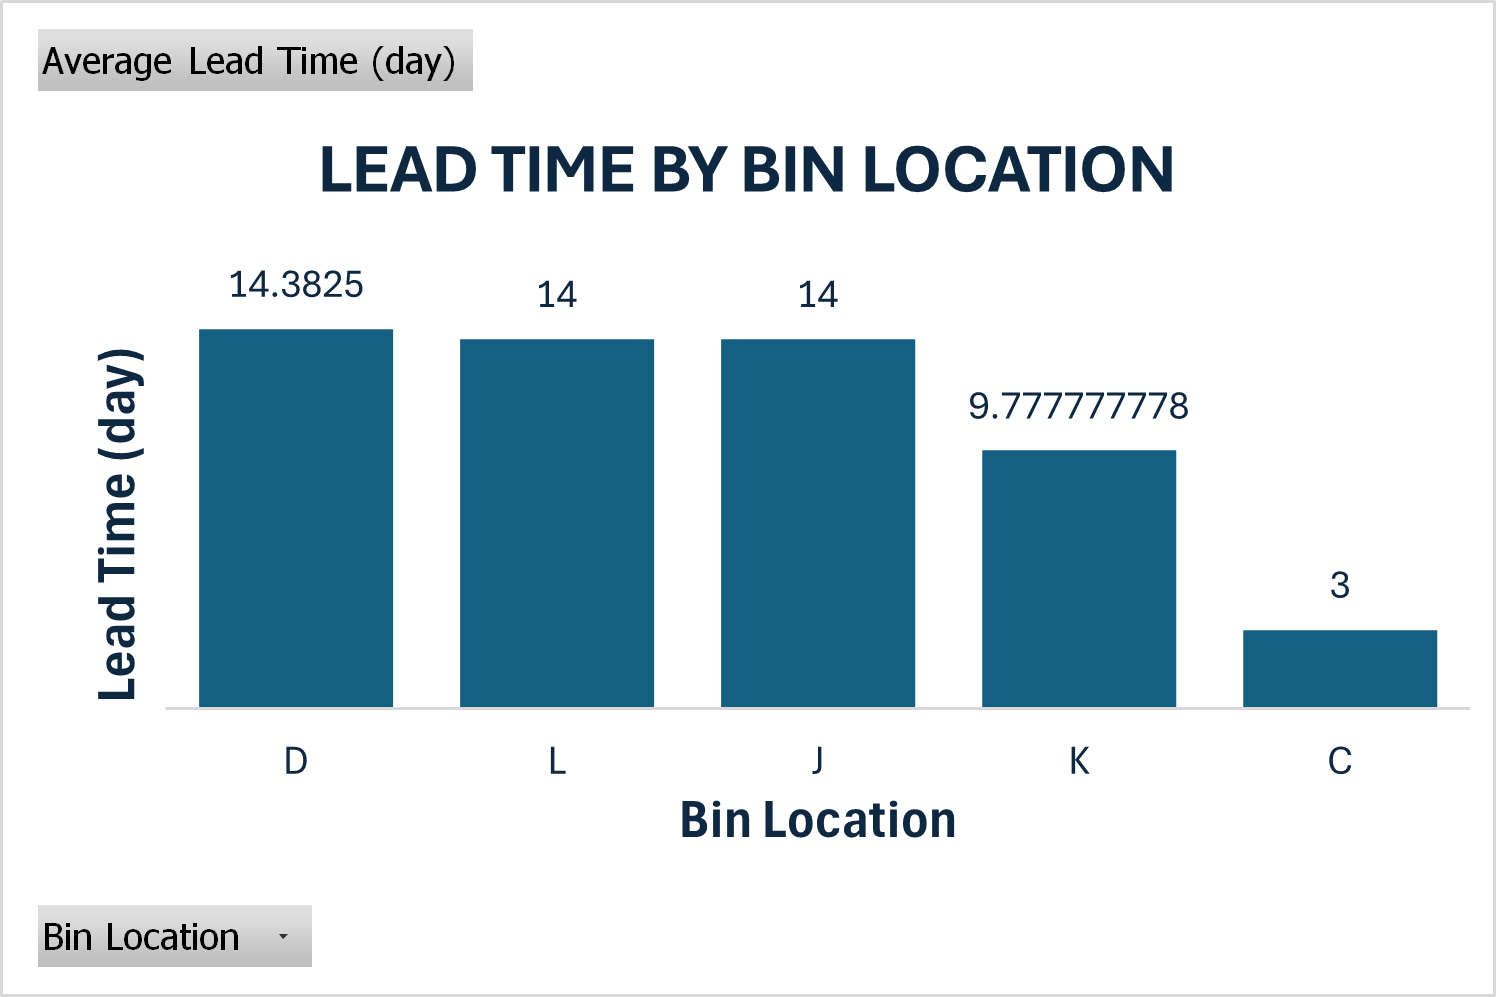 Average Lead Time (day)
LEAD TIME BY BIN LOCATION
14.3825
14
14
9.777777778
3
Lead Time (day)
D
L
J
K
C
Bin Location
Bin Location